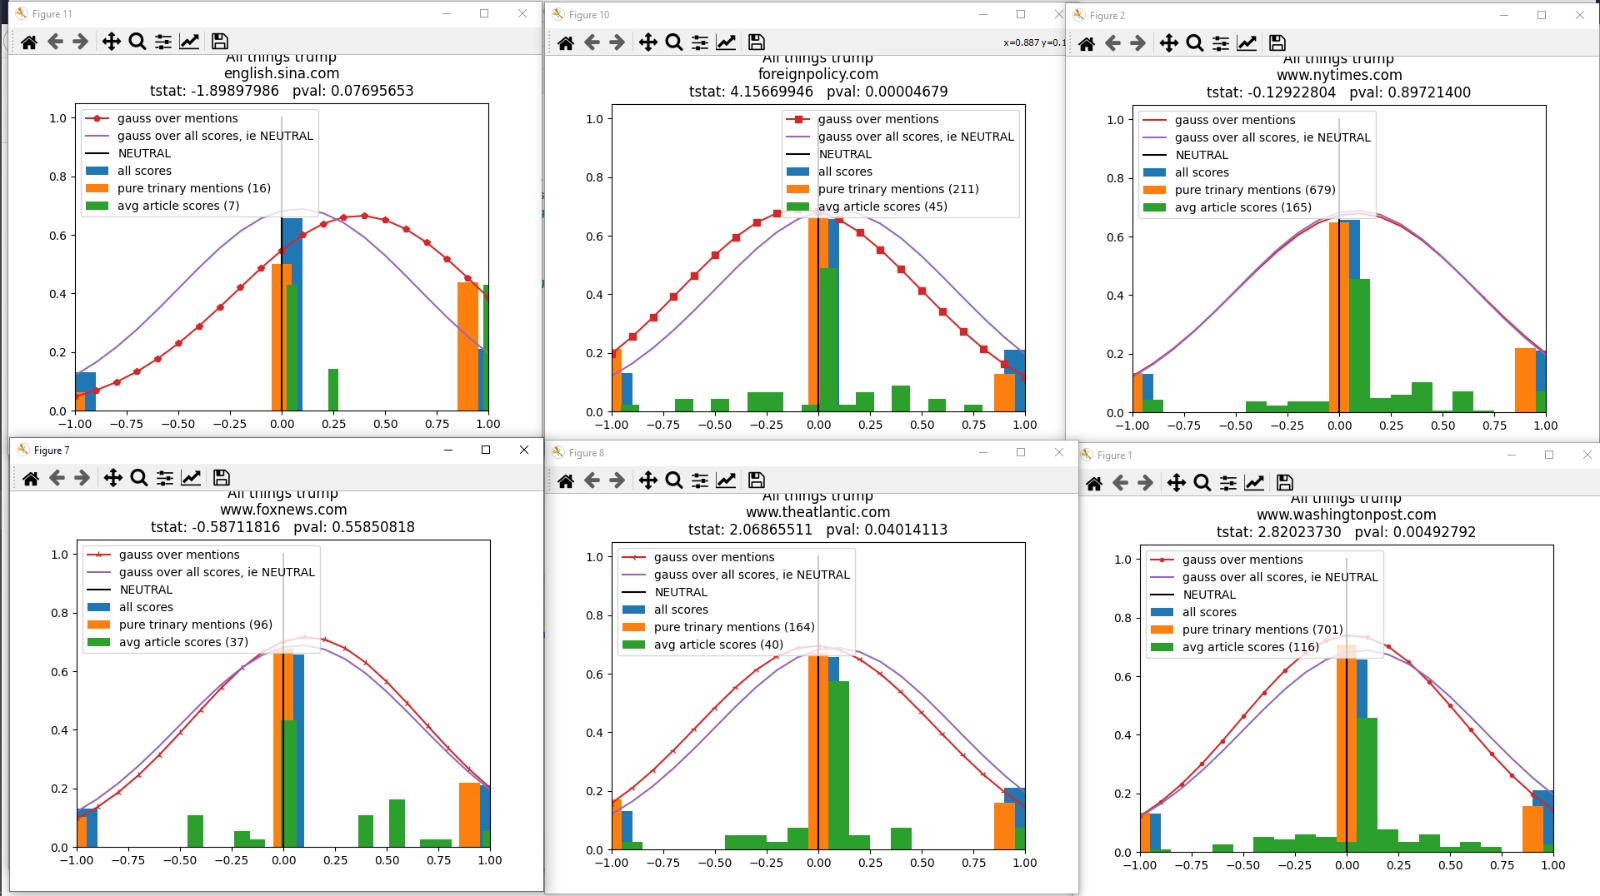 Figure 11
All things trump
english.sina.com
tstat: -1.89897986 pval: 0.07695653
gauss over mentions
gauss over all scores, ie NEUTRAL
NEUTRAL
all scores
pure trinary mentions (16)
avg article scores (7)
1.0
0.8
0.6
0.4
0.2
0.0
−1.00 −0.75 −0.50 −0.25 0.00 0.25 0.50 0.75 1.00
Figure 10
x=0.887 y=0.1
All things trump
foreignpolicy.com
tstat: 4.15669946 pval: 0.00004679
gauss over mentions
gauss over all scores, ie NEUTRAL
NEUTRAL
all scores
pure trinary mentions (211)
avg article scores (45)
1.0
0.8
0.6
0.4
0.2
0.0
−1.00 −0.75 −0.50 −0.25 0.00 0.25 0.50 0.75 1.00
Figure 2
All things trump
www.nytimes.com
tstat: -0.12922804 pval: 0.89721400
gauss over mentions
gauss over all scores, ie NEUTRAL
NEUTRAL
all scores
pure trinary mentions (679)
avg article scores (165)
1.0
0.8
0.6
0.4
0.2
0.0
−1.00 −0.75 −0.50 −0.25 0.00 0.25 0.50 0.75 1.00
Figure 7
All things trump
www.foxnews.com
tstat: -0.58711816 pval: 0.55850818
gauss over mentions
gauss over all scores, ie NEUTRAL
NEUTRAL
all scores
pure trinary mentions (96)
avg article scores (37)
1.0
0.8
0.6
0.4
0.2
0.0
−1.00 −0.75 −0.50 −0.25 0.00 0.25 0.50 0.75 1.00
Figure 8
All things trump
www.theatlantic.com
tstat: 2.06865511 pval: 0.04014113
gauss over mentions
gauss over all scores, ie NEUTRAL
NEUTRAL
all scores
pure trinary mentions (164)
avg article scores (40)
1.0
0.8
0.6
0.4
0.2
0.0
−1.00 −0.75 −0.50 −0.25 0.00 0.25 0.50 0.75 1.00
Figure 1
All things trump
www.washingtonpost.com
tstat: 2.82023730 pval: 0.00492792
gauss over mentions
gauss over all scores, ie NEUTRAL
NEUTRAL
all scores
pure trinary mentions (701)
avg article scores (116)
1.0
0.8
0.6
0.4
0.2
0.0
−1.00 −0.75 −0.50 −0.25 0.00 0.25 0.50 0.75 1.00